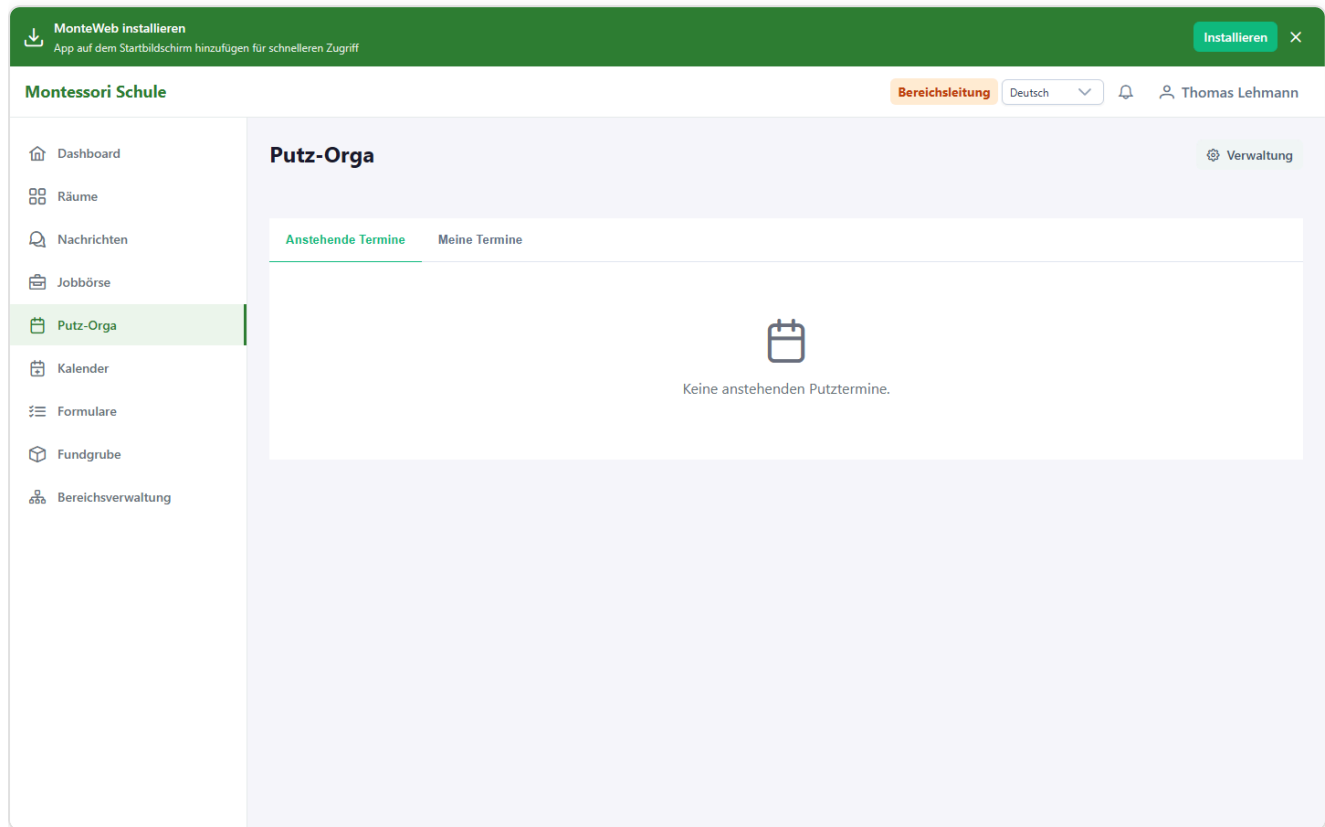 MonteWeb installieren
App auf dem Startbildschirm hinzufügen für schnelleren Zugriff
Installieren
Montessori Schule
Bereichsleitung
Deutsch
Thomas Lehmann
Dashboard
Räume
Nachrichten
Jobbörse
Putz-Orga
Kalender
Formulare
Fundgrube
Bereichsverwaltung
Putz-Orga
Verwaltung
Anstehende Termine
Meine Termine
Keine anstehenden Putztermine.